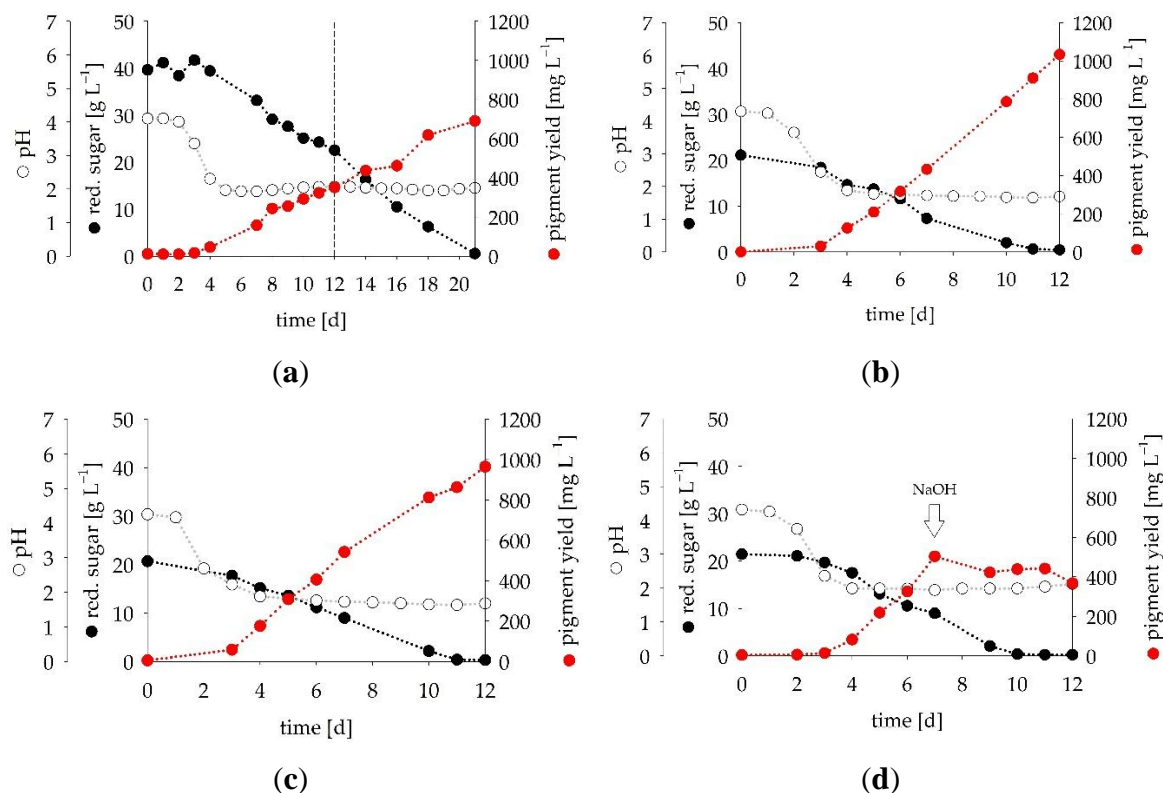 7 50 1200
6 40 1000
5 800
4 30 600
3 20 400
2 10 200
1
0 0 0
pH
red. sugar [g L⁻¹]
pigment yield [mg L⁻¹]
0 2 4 6 8 10 12 14 16 18 20
time [d]
(a)
7 50 1200
6 40 1000
5 800
4 30 600
3 20 400
2 10 200
1
0 0 0
pH
red. sugar [g L⁻¹]
pigment yield [mg L⁻¹]
0 2 4 6 8 10 12
time [d]
(b)
7 50 1200
6 40 1000
5 800
4 30 600
3 20 400
2 10 200
1
0 0 0
pH
red. sugar [g L⁻¹]
pigment yield [mg L⁻¹]
0 2 4 6 8 10 12
time [d]
(c)
7 50 1200
6 40 1000
5 800
4 30 600
3 20 400
2 10 200
1
0 0 0
pH
red. sugar [g L⁻¹]
pigment yield [mg L⁻¹]
NaOH
0 2 4 6 8 10 12
time [d]
(d)